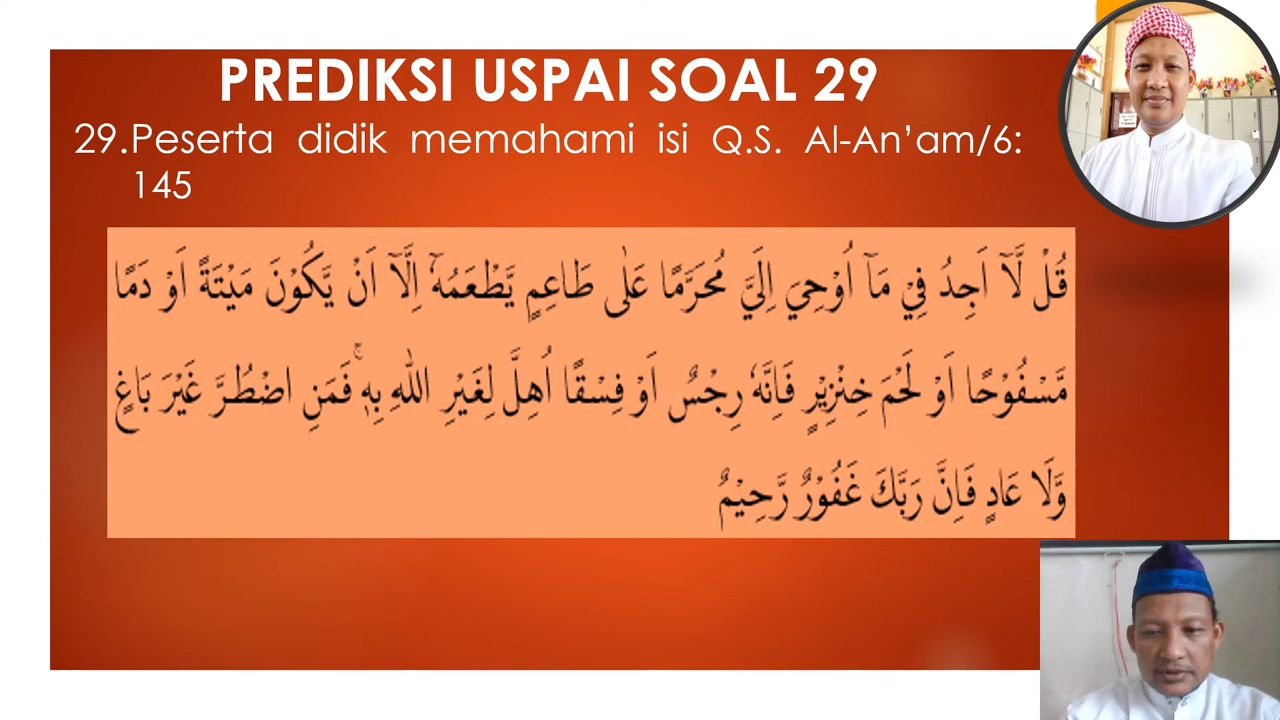 PREDIKSI USPAI SOAL 29
29.Peserta didik memahami isi Q.S. Al-An’am/6:
145
قُلْ لَّآ اَجِدُ فِيْ مَآ اُوْحِيَ اِلَيَّ مُحَرَّمًا عَلٰى طَاعِمٍ يَّطْعَمُهٗٓ اِلَّآ اَنْ يَّكُوْنَ مَيْتَةً اَوْ دَمًا
مَّسْفُوْحًا اَوْ لَحْمَ خِنْزِيْرٍ فَاِنَّهٗ رِجْسٌ اَوْ فِسْقًا اُهِلَّ لِغَيْرِ اللّٰهِ بِهٖۚ فَمَنِ اضْطُرَّ غَيْرَ بَاغٍ
وَّلَا عَادٍ فَاِنَّ رَبَّكَ غَفُوْرٌ رَّحِيْمٌ